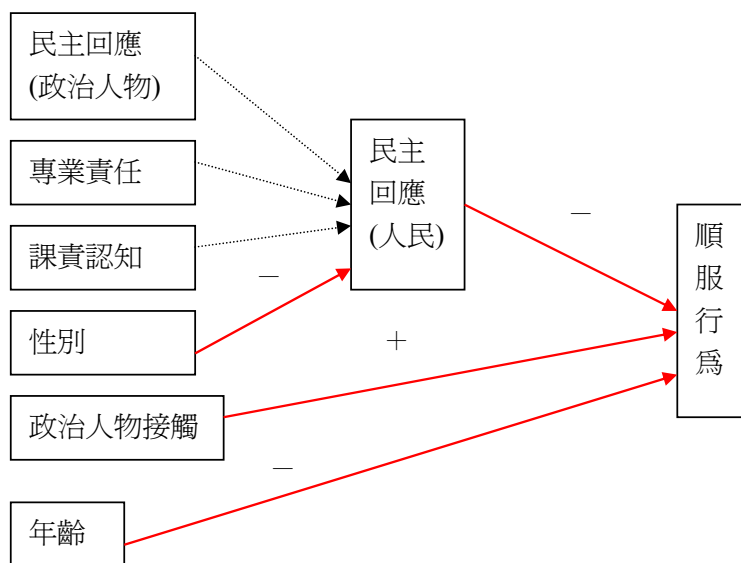 民主回應
(政治人物)
專業責任
課責認知
性別
政治人物接觸
年齡
民主
回應
(人民)
順
服
行
爲
－
－
＋
－